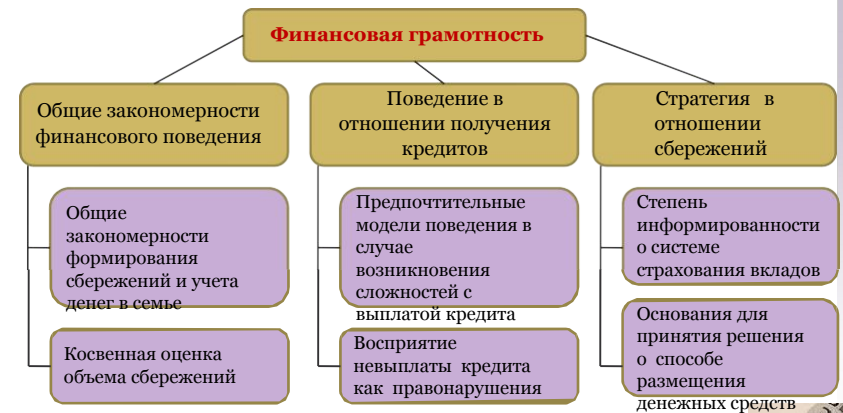 Финансовая грамотность
Общие закономерности
финансового поведения
Поведение в
отношении получения
кредитов
Стратегия в
отношении
сбережений
Общие
закономерности
формирования
сбережений и учета
денег в семье
Предпочтительные
модели поведения в
случае
возникновения
сложностей с
выплатой кредита
Степень
информированности
о системе
страхования вкладов
Косвенная оценка
объема сбережений
Восприятие
невыплаты кредита
как правонарушения
Основания для
принятия решения
о способе
размещения
денежных средств